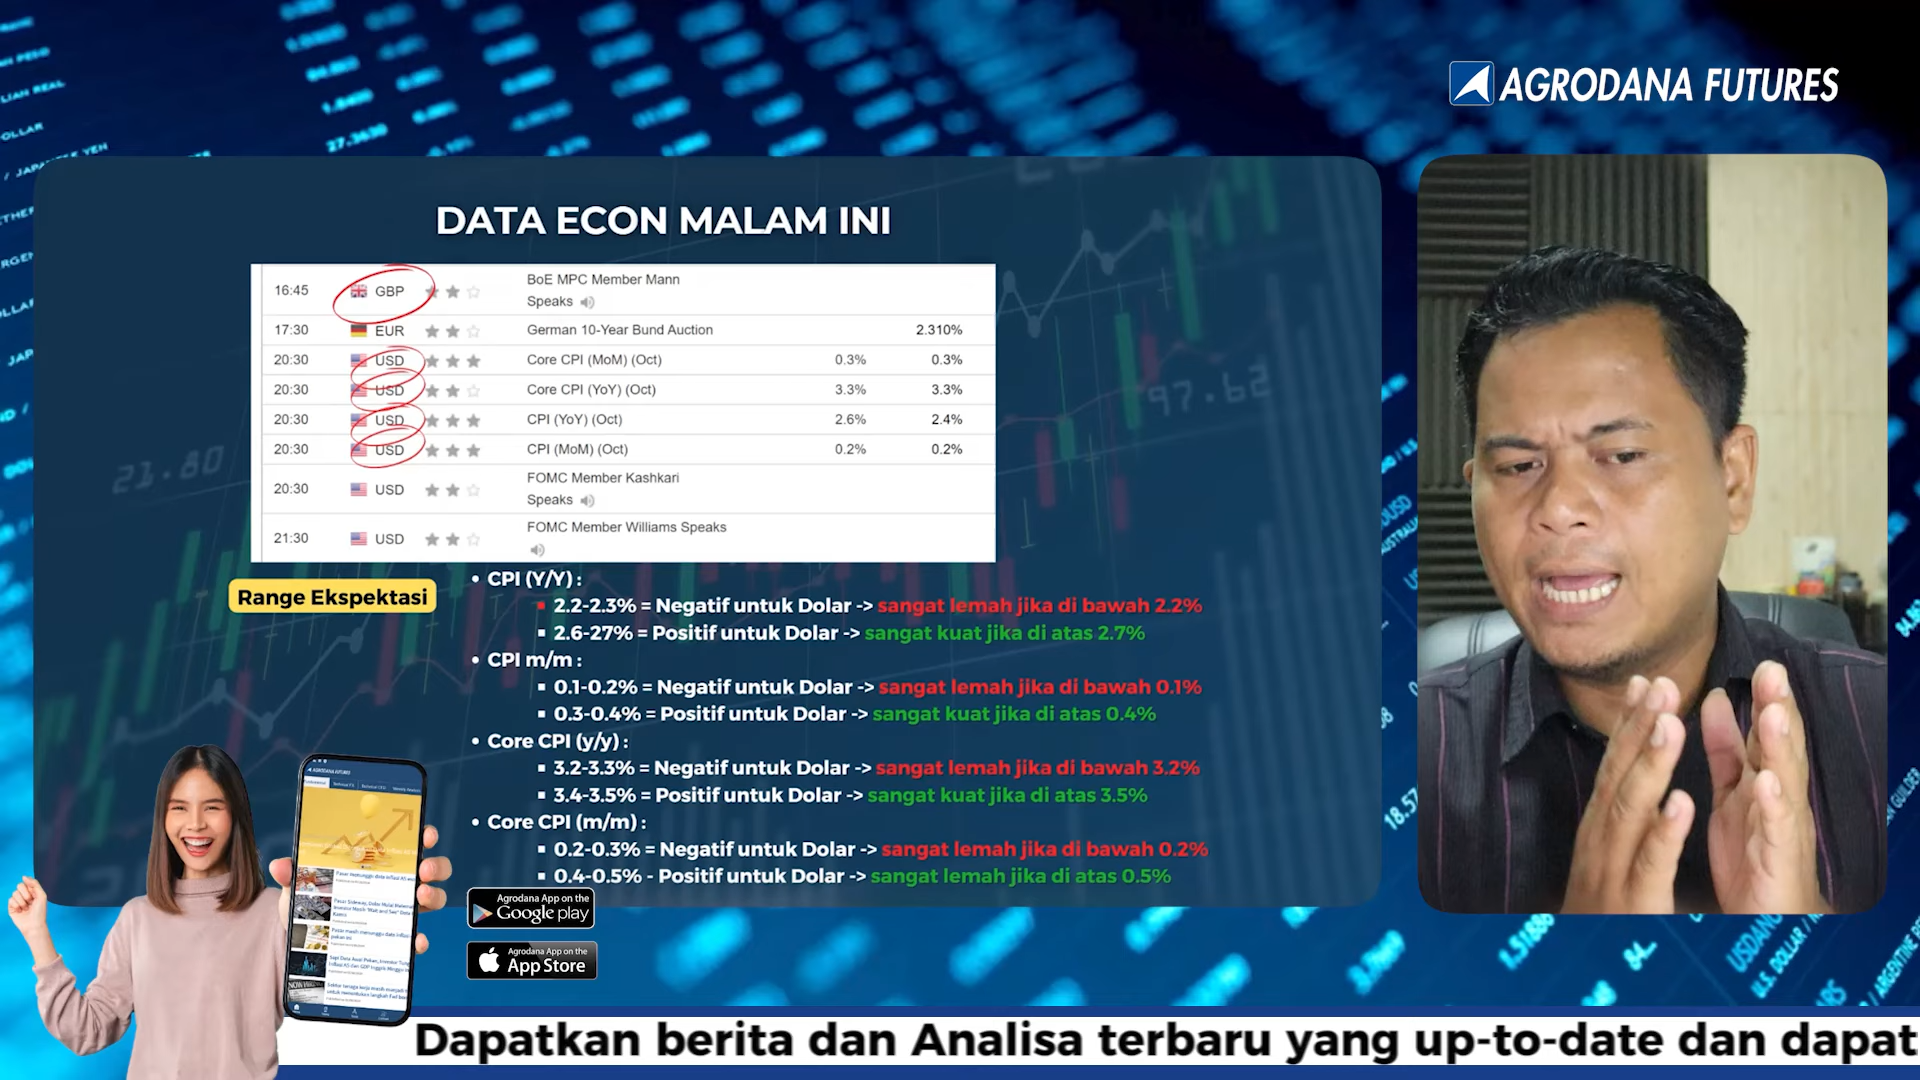 AGRODANA FUTURES
DATA ECON MALAM INI
16:45 GBP BoE MPC Member Mann
Speaks
17:30 EUR German 10-Year Bund Auction 2.310%
20:30 USD Core CPI (MoM) (Oct) 0.3% 0.3%
20:30 USD Core CPI (YoY) (Oct) 3.3% 3.3%
20:30 USD CPI (YoY) (Oct) 2.6% 2.4%
20:30 USD CPI (MoM) (Oct) 0.2% 0.2%
20:30 USD FOMC Member Kashkari
Speaks
21:30 USD FOMC Member Williams Speaks
Range Ekspektasi
• CPI (Y/Y) :
▪ 2.2-2.3% = Negatif untuk Dolar -> sangat lemah jika di bawah 2.2%
▪ 2.6-27% = Positif untuk Dolar -> sangat kuat jika di atas 2.7%
• CPI m/m :
▪ 0.1-0.2% = Negatif untuk Dolar -> sangat lemah jika di bawah 0.1%
▪ 0.3-0.4% = Positif untuk Dolar -> sangat kuat jika di atas 0.4%
• Core CPI (y/y) :
▪ 3.2-3.3% = Negatif untuk Dolar -> sangat lemah jika di bawah 3.2%
▪ 3.4-3.5% = Positif untuk Dolar -> sangat kuat jika di atas 3.5%
• Core CPI (m/m) :
▪ 0.2-0.3% = Negatif untuk Dolar -> sangat lemah jika di bawah 0.2%
▪ 0.4-0.5% - Positif untuk Dolar -> sangat lemah jika di atas 0.5%
21.80
97.62
AGRODANA FUTURES
Agrodana App on the
Google play
Agrodana App on the
App Store
Dapatkan berita dan Analisa terbaru yang up-to-date dan dapat